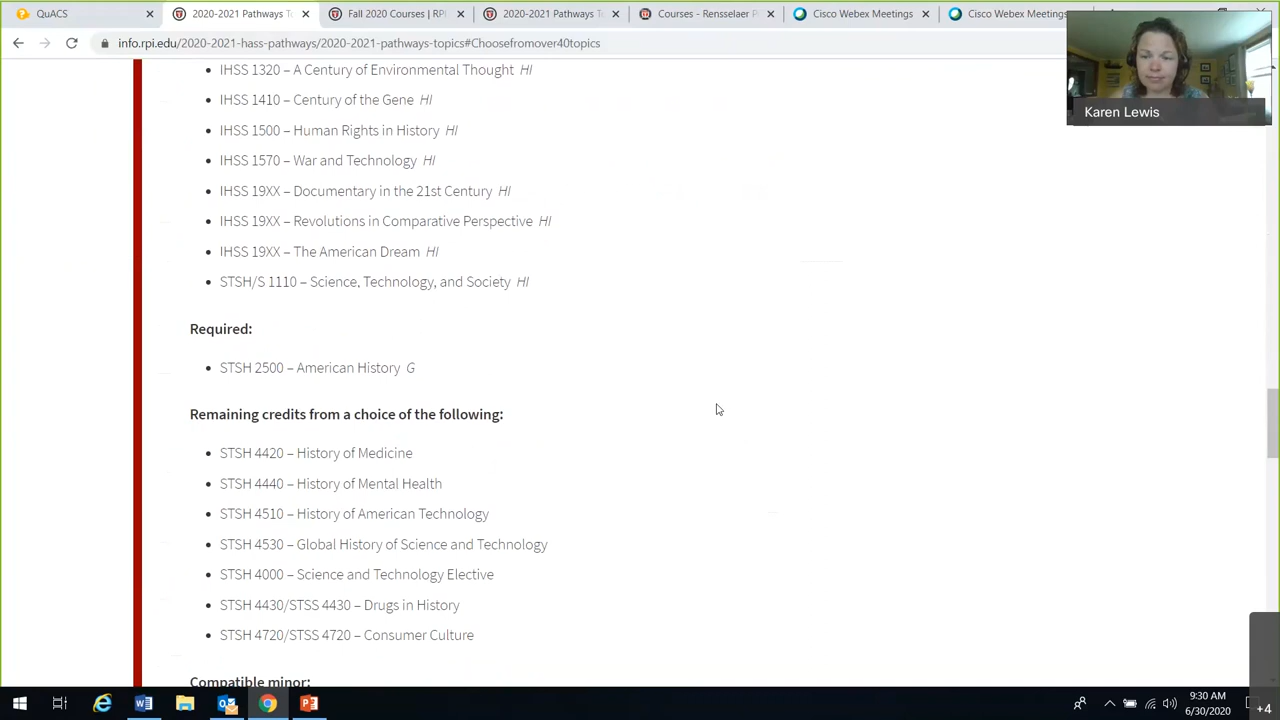 QuACS
2020-2021 Pathways T
Fall 2020 Courses | RP
2020-2021 Pathways To
Courses - Rensselaer P
Cisco Webex Meetings
Cisco Webex Meetings
info.rpi.edu/2020-2021-hass-pathways/2020-2021-pathways-topics#Choosefromover40topics
Karen Lewis
• IHSS 1320 – A Century of Environmental Thought HI
• IHSS 1410 – Century of the Gene HI
• IHSS 1500 – Human Rights in History HI
• IHSS 1570 – War and Technology HI
• IHSS 19XX – Documentary in the 21st Century HI
• IHSS 19XX – Revolutions in Comparative Perspective HI
• IHSS 19XX – The American Dream HI
• STSH/S 1110 – Science, Technology, and Society HI
Required:
• STSH 2500 – American History G
Remaining credits from a choice of the following:
• STSH 4420 – History of Medicine
• STSH 4440 – History of Mental Health
• STSH 4510 – History of American Technology
• STSH 4530 – Global History of Science and Technology
• STSH 4000 – Science and Technology Elective
• STSH 4430/STSS 4430 – Drugs in History
• STSH 4720/STSS 4720 – Consumer Culture
Compatible minor:
9:30 AM
6/30/2020
+4